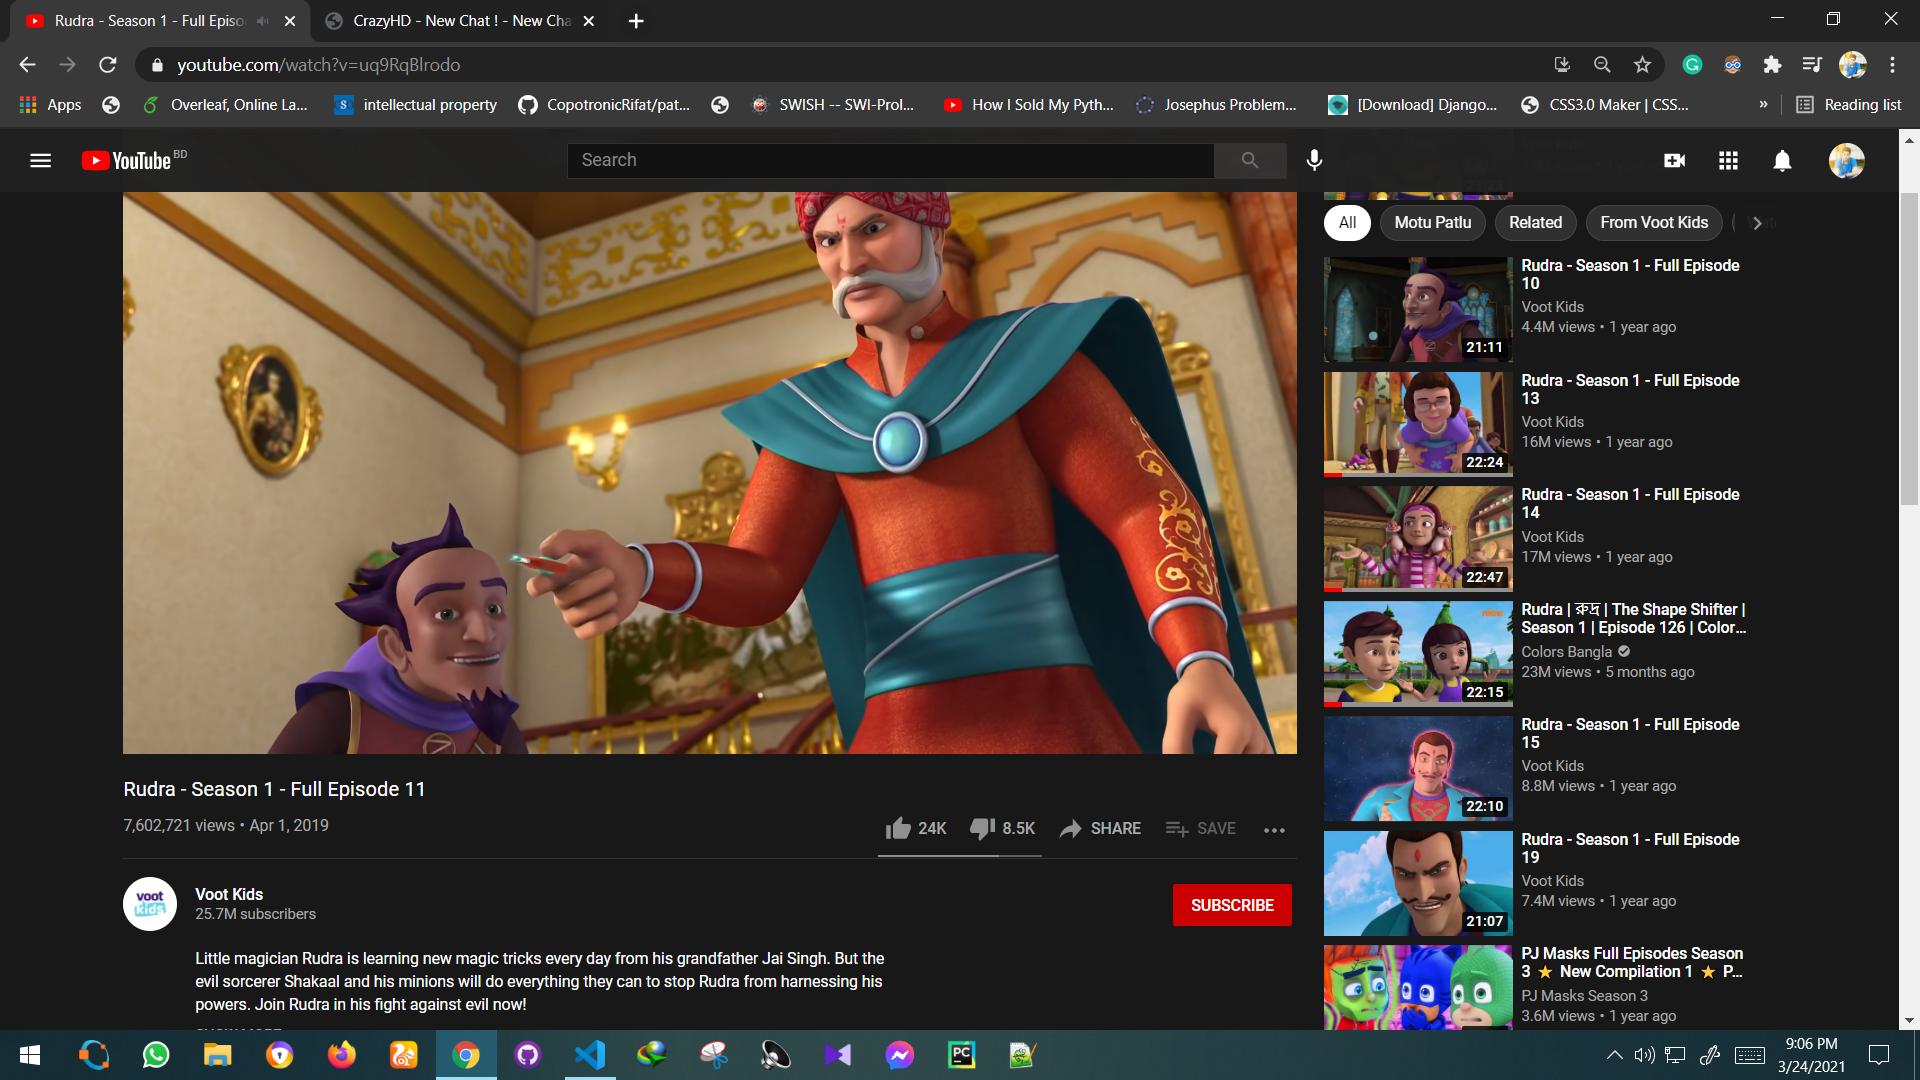 Rudra - Season 1 - Full Episo
CrazyHD - New Chat ! - New Cha
youtube.com/watch?v=uq9RqBlrodo
Apps
Overleaf, Online La...
intellectual property
CopotronicRifat/pat...
SWISH -- SWI-Prol...
How I Sold My Pyth...
Josephus Problem...
[Download] Django...
CSS3.0 Maker | CSS...
»
Reading list
YouTube BD
Search
All
Motu Patlu
Related
From Voot Kids
Rudra - Season 1 - Full Episode
10
Voot Kids
4.4M views • 1 year ago
21:11
Rudra - Season 1 - Full Episode
13
Voot Kids
16M views • 1 year ago
22:24
Rudra - Season 1 - Full Episode
14
Voot Kids
17M views • 1 year ago
22:47
Rudra | রুদ্র | The Shape Shifter |
Season 1 | Episode 126 | Color...
Colors Bangla
23M views • 5 months ago
nick
22:15
Rudra - Season 1 - Full Episode
15
Voot Kids
8.8M views • 1 year ago
22:10
Rudra - Season 1 - Full Episode
19
Voot Kids
7.4M views • 1 year ago
21:07
PJ Masks Full Episodes Season
3 ⭐ New Compilation 1 ⭐ P...
PJ Masks Season 3
3.6M views • 1 year ago
Rudra - Season 1 - Full Episode 11
7,602,721 views • Apr 1, 2019
24K
8.5K
SHARE
SAVE
voot
kids
Voot Kids
25.7M subscribers
SUBSCRIBE
Little magician Rudra is learning new magic tricks every day from his grandfather Jai Singh. But the
evil sorcerer Shakaal and his minions will do everything they can to stop Rudra from harnessing his
powers. Join Rudra in his fight against evil now!
PC
9:06 PM
3/24/2021